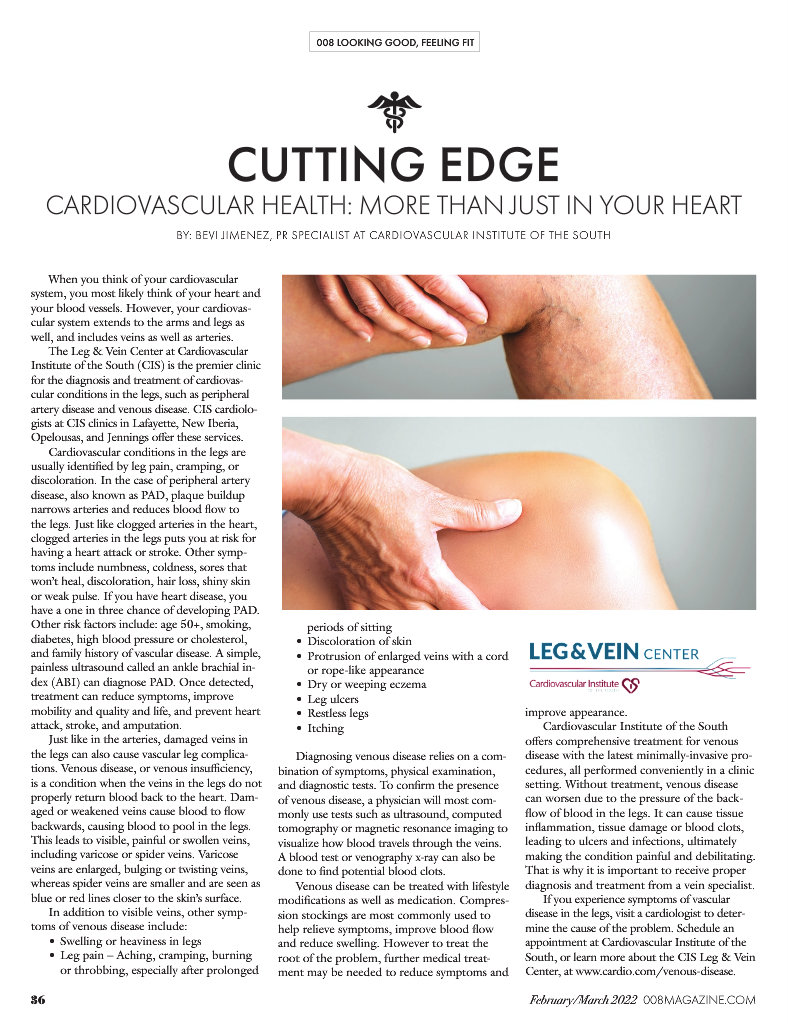 008 LOOKING GOOD, FEELING FIT
CUTTING EDGE
CARDIOVASCULAR HEALTH: MORE THAN JUST IN YOUR HEART
BY: BEVI JIMENEZ, PR SPECIALIST AT CARDIOVASCULAR INSTITUTE OF THE SOUTH
When you think of your cardiovascular
system, you most likely think of your heart and
your blood vessels. However, your cardiovas-
cular system extends to the arms and legs as
well, and includes veins as well as arteries.
The Leg & Vein Center at Cardiovascular
Institute of the South (CIS) is the premier clinic
for the diagnosis and treatment of cardiovas-
cular conditions in the legs, such as peripheral
artery disease and venous disease. CIS cardiolo-
gists at CIS clinics in Lafayette, New Iberia,
Opelousas, and Jennings offer these services.
Cardiovascular conditions in the legs are
usually identified by leg pain, cramping, or
discoloration. In the case of peripheral artery
disease, also known as PAD, plaque buildup
narrows arteries and reduces blood flow to
the legs. Just like clogged arteries in the heart,
clogged arteries in the legs puts you at risk for
having a heart attack or stroke. Other symp-
toms include numbness, coldness, sores that
won't heal, discoloration, hair loss, shiny skin
or weak pulse. If you have heart disease, you
have a one in three chance of developing PAD.
Other risk factors include: age 50+, smoking,
diabetes, high blood pressure or cholesterol,
and family history of vascular disease. A simple,
painless ultrasound called an ankle brachial in-
dex (ABI) can diagnose PAD. Once detected,
treatment can reduce symptoms, improve
mobility and quality and life, and prevent heart
attack, stroke, and amputation.
Just like in the arteries, damaged veins in
the legs can also cause vascular leg complica-
tions. Venous disease, or venous insufficiency,
is a condition when the veins in the legs do not
properly return blood back to the heart. Dam-
aged or weakened veins cause blood to flow
backwards, causing blood to pool in the legs.
This leads to visible, painful or swollen veins,
including varicose or spider veins. Varicose
veins are enlarged, bulging or twisting veins,
whereas spider veins are smaller and are seen as
blue or red lines closer to the skin's surface.
In addition to visible veins, other symp-
toms of venous disease include:
• Swelling or heaviness in legs
• Leg pain – Aching, cramping, burning
or throbbing, especially after prolonged
periods of sitting
• Discoloration of skin
• Protrusion of enlarged veins with a cord
or rope-like appearance
• Dry or weeping eczema
• Leg ulcers
• Restless legs
• Itching
Diagnosing venous disease relies on a com-
bination of symptoms, physical examination,
and diagnostic tests. To confirm the presence
of venous disease, a physician will most com-
monly use tests such as ultrasound, computed
tomography or magnetic resonance imaging to
visualize how blood travels through the veins.
A blood test or venography x-ray can also be
done to find potential blood clots.
Venous disease can be treated with lifestyle
modifications as well as medication. Compres-
sion stockings are most commonly used to
help relieve symptoms, improve blood flow
and reduce swelling. However to treat the
root of the problem, further medical treat-
ment may be needed to reduce symptoms and
LEG & VEIN CENTER
Cardiovascular Institute
improve appearance.
Cardiovascular Institute of the South
offers comprehensive treatment for venous
disease with the latest minimally-invasive pro-
cedures, all performed conveniently in a clinic
setting. Without treatment, venous disease
can worsen due to the pressure of the back-
flow of blood in the legs. It can cause tissue
inflammation, tissue damage or blood clots,
leading to ulcers and infections, ultimately
making the condition painful and debilitating.
That is why it is important to receive proper
diagnosis and treatment from a vein specialist.
If you experience symptoms of vascular
disease in the legs, visit a cardiologist to deter-
mine the cause of the problem. Schedule an
appointment at Cardiovascular Institute of the
South, or learn more about the CIS Leg & Vein
Center, at www.cardio.com/venous-disease.
36
February/March 2022 008MAGAZINE.COM